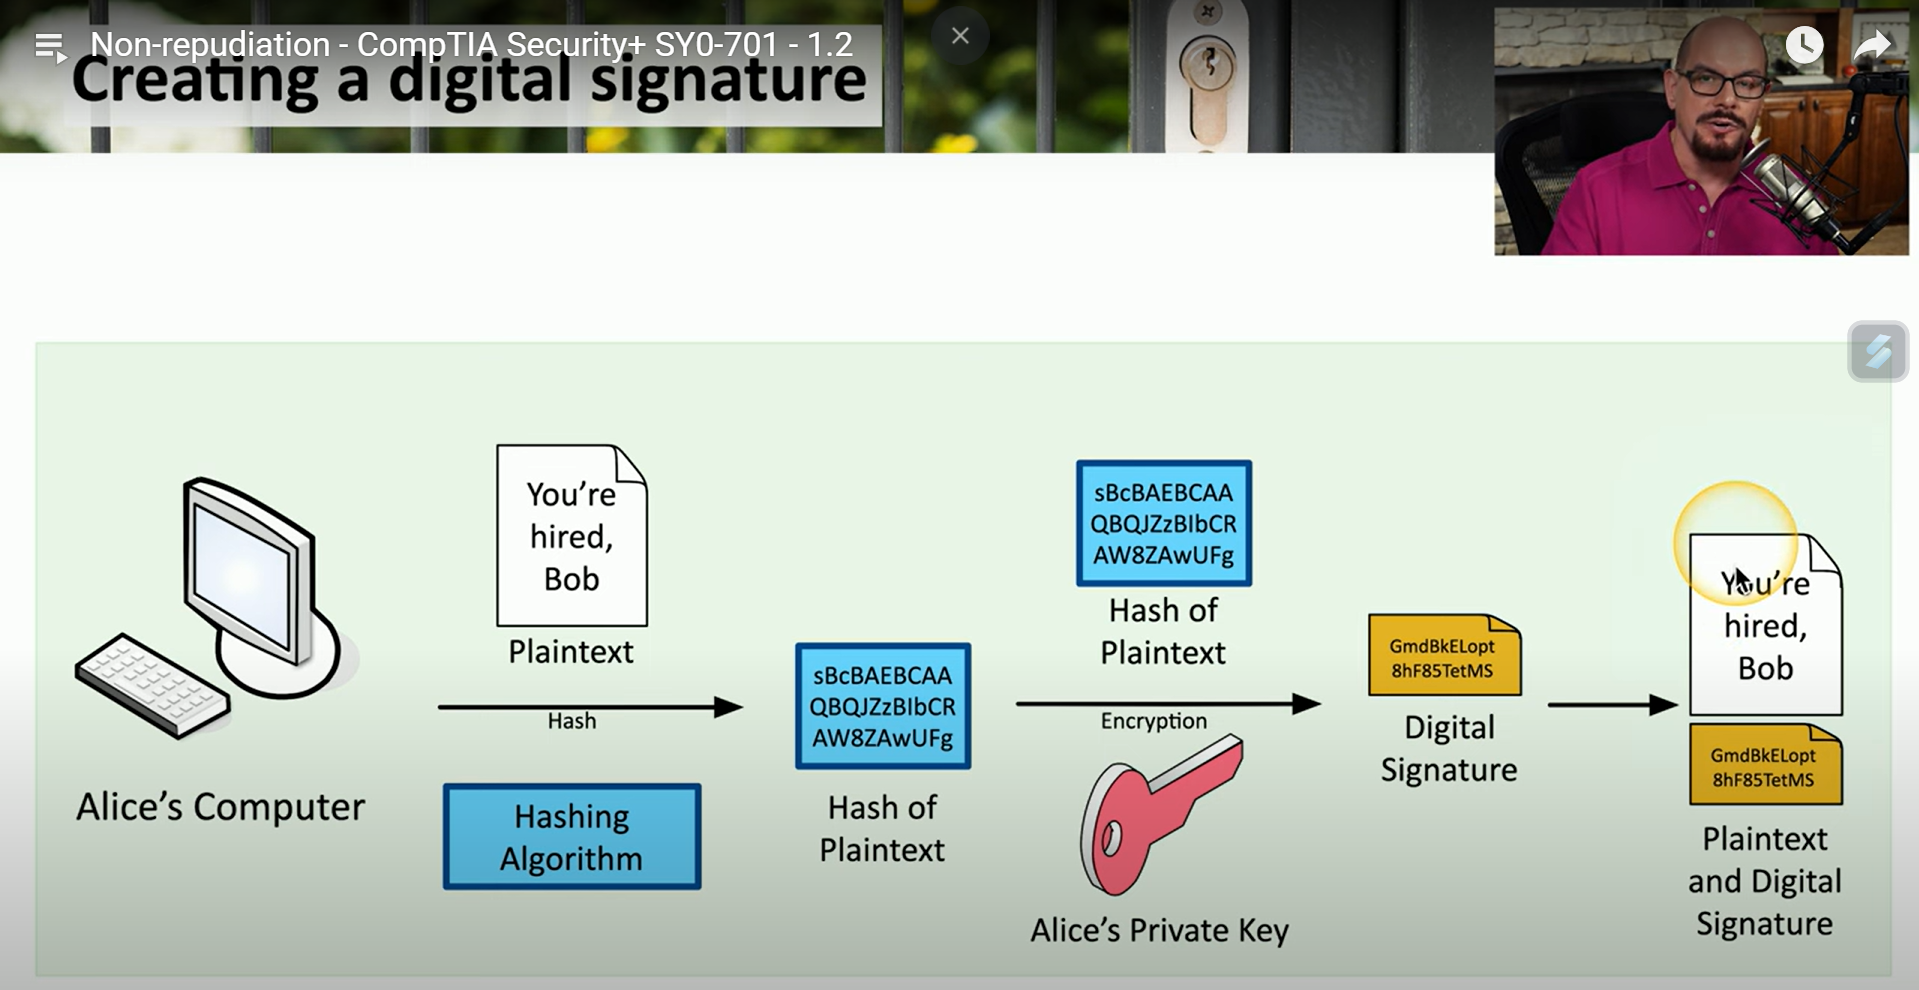 Non-repudiation - CompTIA Security+ SY0-701 - 1.2
Creating a digital signature
You're
hired,
Bob
Plaintext
Hash
Hashing
Algorithm
Alice's Computer
sBcBAEBCAA
QBQJZzBIbCR
AW8ZAwUFg
Hash of
Plaintext
sBcBAEBCAA
QBQJZzBIbCR
AW8ZAwUFg
Hash of
Plaintext
Encryption
Alice's Private Key
GmdBkELopt
8hF85TetMS
Digital
Signature
You're
hired,
Bob
GmdBkELopt
8hF85TetMS
Plaintext
and Digital
Signature